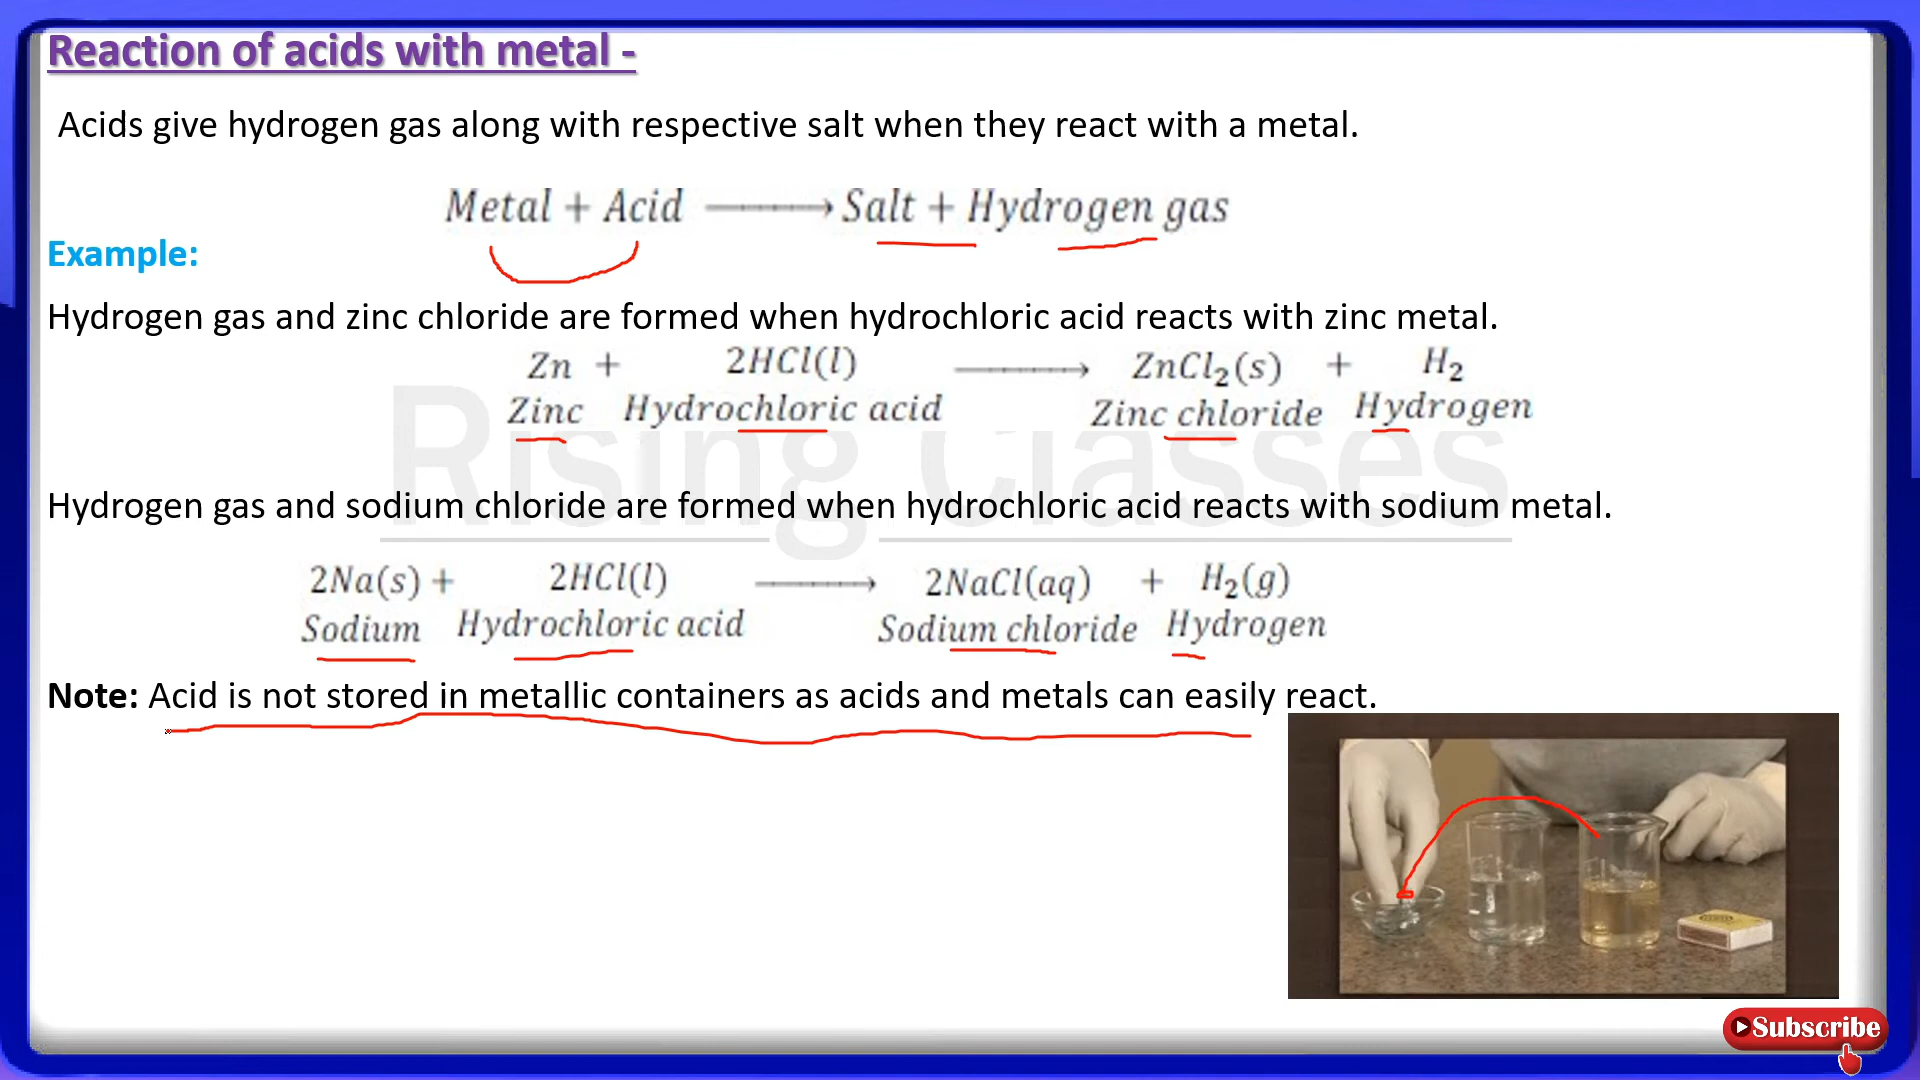 Reaction of acids with metal -
Acids give hydrogen gas along with respective salt when they react with a metal.
Metal + Acid ⟶ Salt + Hydrogen gas
Example:
Hydrogen gas and zinc chloride are formed when hydrochloric acid reacts with zinc metal.
Zn + 2HCl(l) ⟶ ZnCl₂(s) + H₂
Zinc Hydrochloric acid Zinc chloride Hydrogen
Rising Classes
Hydrogen gas and sodium chloride are formed when hydrochloric acid reacts with sodium metal.
2Na(s) + 2HCl(l) ⟶ 2NaCl(aq) + H₂(g)
Sodium Hydrochloric acid Sodium chloride Hydrogen
Note: Acid is not stored in metallic containers as acids and metals can easily react.
Subscribe